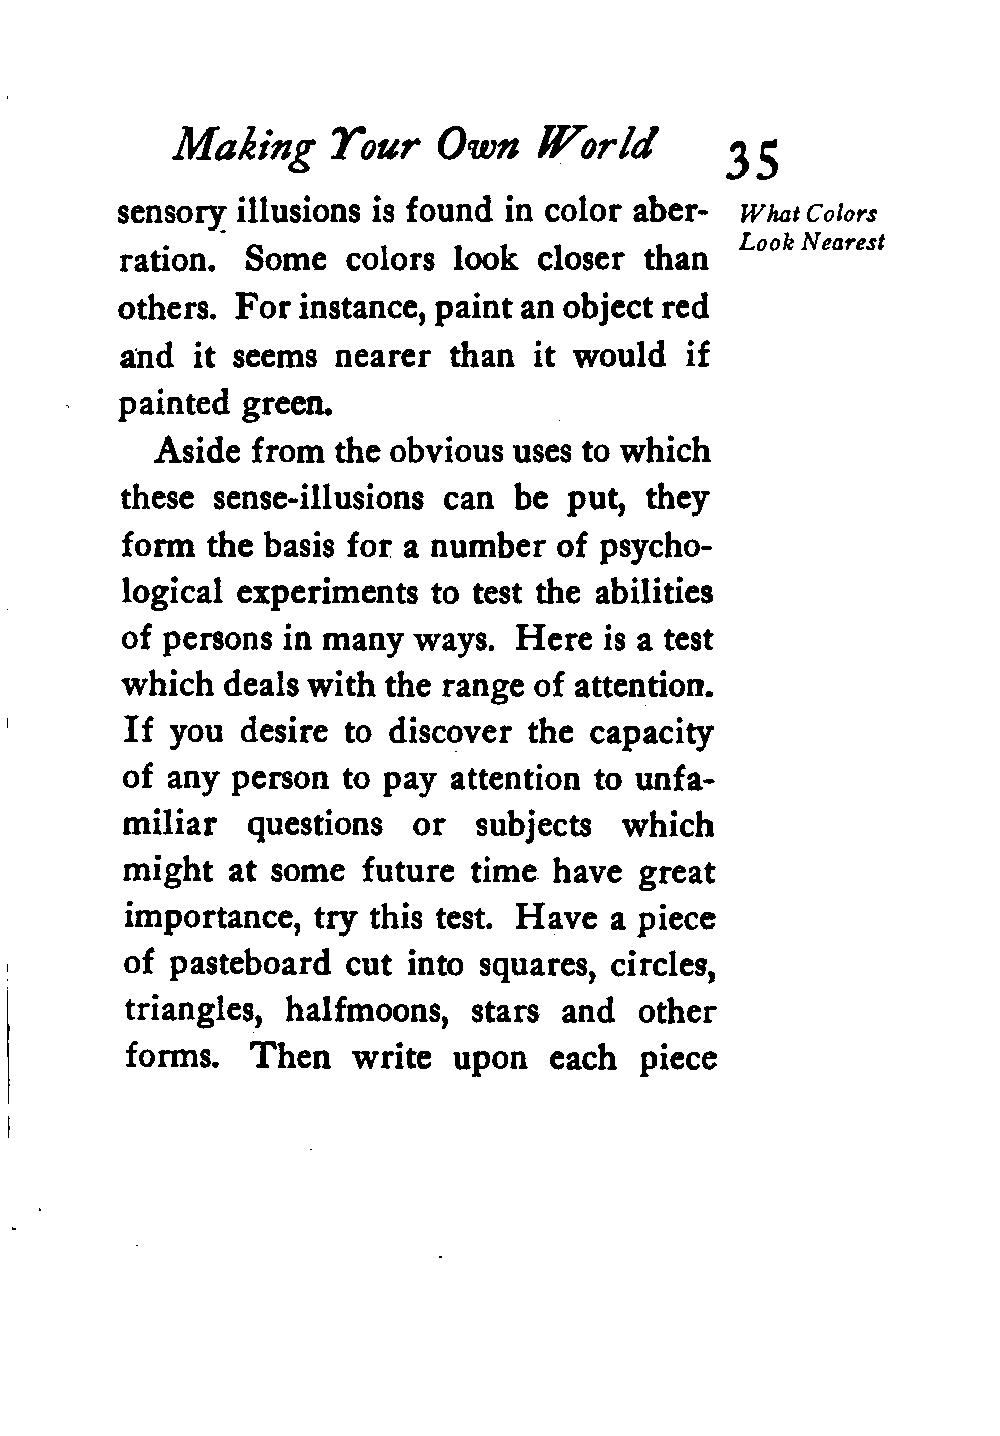 Making Your Own World 35
What Colors
Look Nearest
sensory illusions is found in color aber-
ration. Some colors look closer than
others. For instance, paint an object red
and it seems nearer than it would if
painted green.
Aside from the obvious uses to which
these sense-illusions can be put, they
form the basis for a number of psycho-
logical experiments to test the abilities
of persons in many ways. Here is a test
which deals with the range of attention.
If you desire to discover the capacity
of any person to pay attention to unfa-
miliar questions or subjects which
might at some future time have great
importance, try this test. Have a piece
of pasteboard cut into squares, circles,
triangles, halfmoons, stars and other
forms. Then write upon each piece